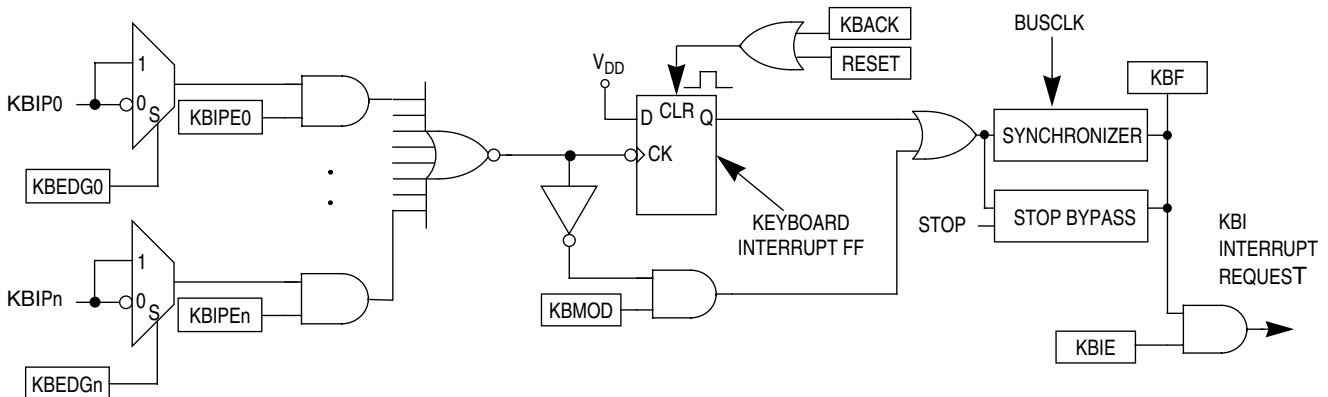 KBACK
RESET
BUSCLK
VDD
KBF
1
KBIP0
0
S
KBIPE0
D
CLR
Q
CK
SYNCHRONIZER
KBEDG0
KEYBOARD
INTERRUPT FF
STOP BYPASS
STOP
KBI
INTERRUPT
REQUEST
1
KBIPn
0
S
KBIPEn
KBMOD
KBIE
KBEDGn